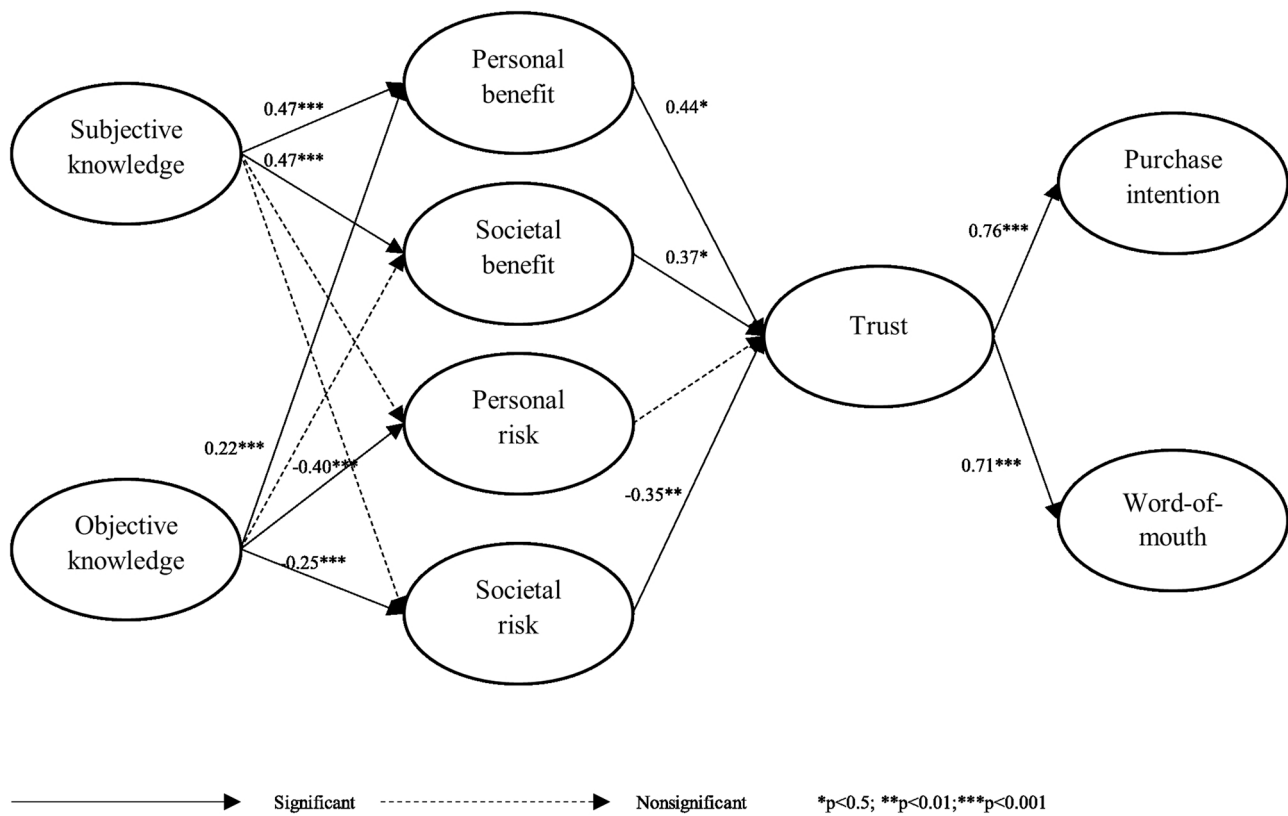 Personal
benefit
0.47***
0.44*
Subjective
knowledge
0.47***
Purchase
intention
Societal
benefit
0.37*
0.76***
Trust
Personal
risk
0.22***
-0.40***
-0.35**
0.71***
Objective
knowledge
-0.25***
Word-of-
mouth
Societal
risk
Significant
Nonsignificant
*p<0.5; **p<0.01;***p<0.001